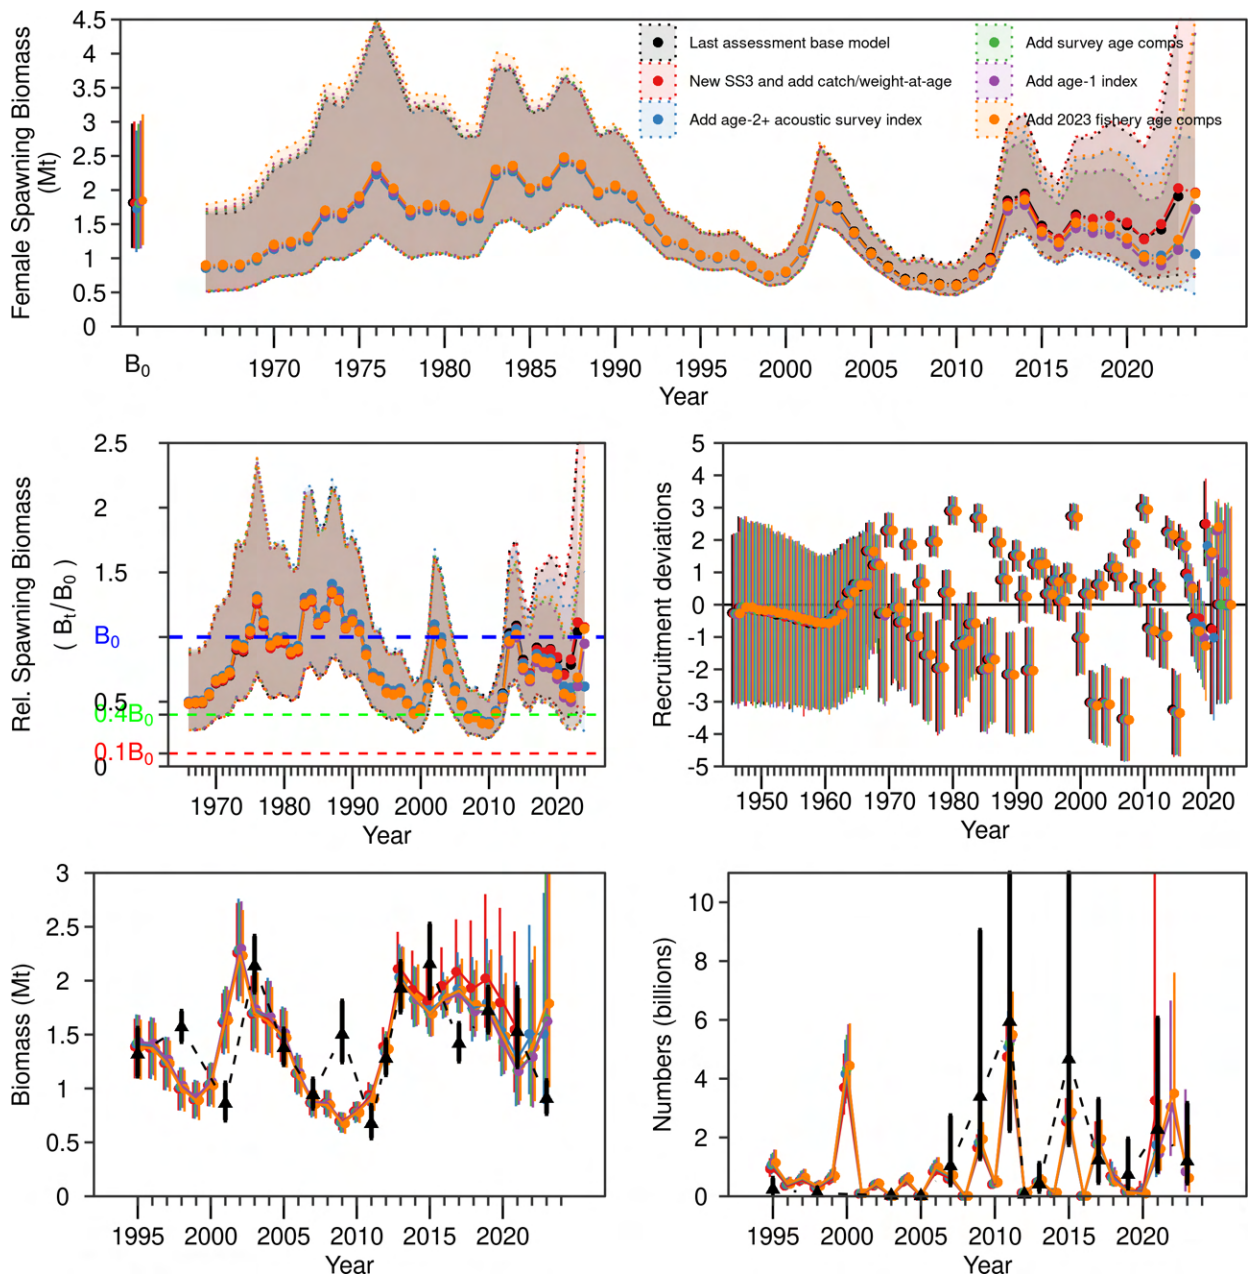 Female Spawning Biomass
(Mt)
4.5
4
3.5
3
2.5
2
1.5
1
0.5
0
Last assessment base model
New SS3 and add catch/weight-at-age
Add age-2+ acoustic survey index
Add survey age comps
Add age-1 index
Add 2023 fishery age comps
B₀ 1970 1975 1980 1985 1990 1995 2000 2005 2010 2015 2020
Year
Rel. Spawning Biomass
( Bₜ/B₀ )
2.5
2
1.5
B₀
0.5
0.4B₀
0.1B₀
0
1970 1980 1990 2000 2010 2020
Year
Recruitment deviations
5
4
3
2
1
0
-1
-2
-3
-4
-5
1950 1960 1970 1980 1990 2000 2010 2020
Year
Biomass (Mt)
3
2.5
2
1.5
1
0.5
0
1995 2000 2005 2010 2015 2020
Year
Numbers (billions)
10
8
6
4
2
0
1995 2000 2005 2010 2015 2020
Year